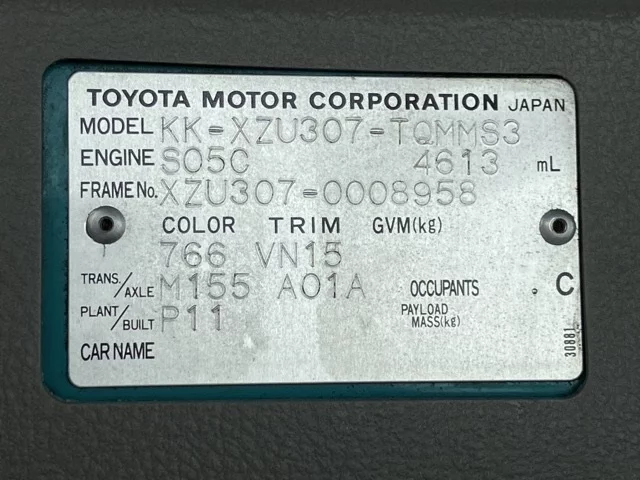 TOYOTA MOTOR CORPORATION JAPAN
MODEL KK-XZU307-TQMMS3
ENGINE S05C 4613 mL
FRAME No. XZU307-0008958
COLOR TRIM GVM(kg)
766 VN15
TRANS./AXLE M155 A01A OCCUPANTS . C
PLANT/BUILT P11 PAYLOAD MASS(kg)
CAR NAME
30881